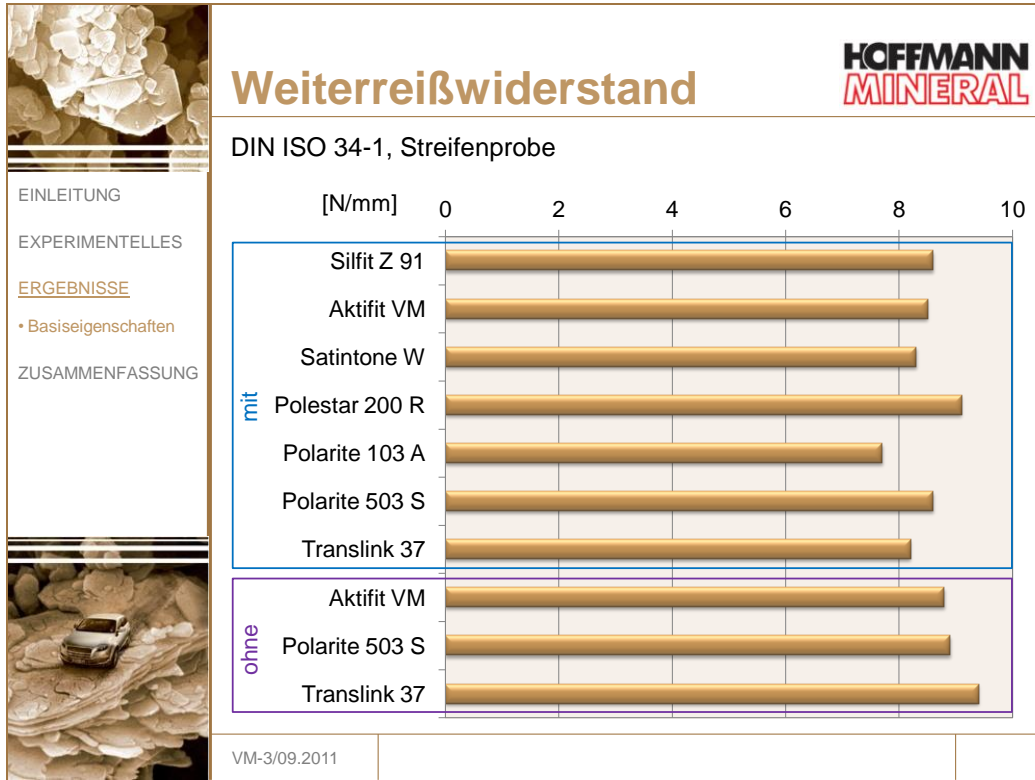 Weiterreißwiderstand
HOFFMANN
MINERAL
DIN ISO 34-1, Streifenprobe
EINLEITUNG
EXPERIMENTELLES
ERGEBNISSE
• Basiseigenschaften
ZUSAMMENFASSUNG
[N/mm] 0 2 4 6 8 10
mit
Silfit Z 91
Aktifit VM
Satintone W
Polestar 200 R
Polarite 103 A
Polarite 503 S
Translink 37
ohne
Aktifit VM
Polarite 503 S
Translink 37
VM-3/09.2011